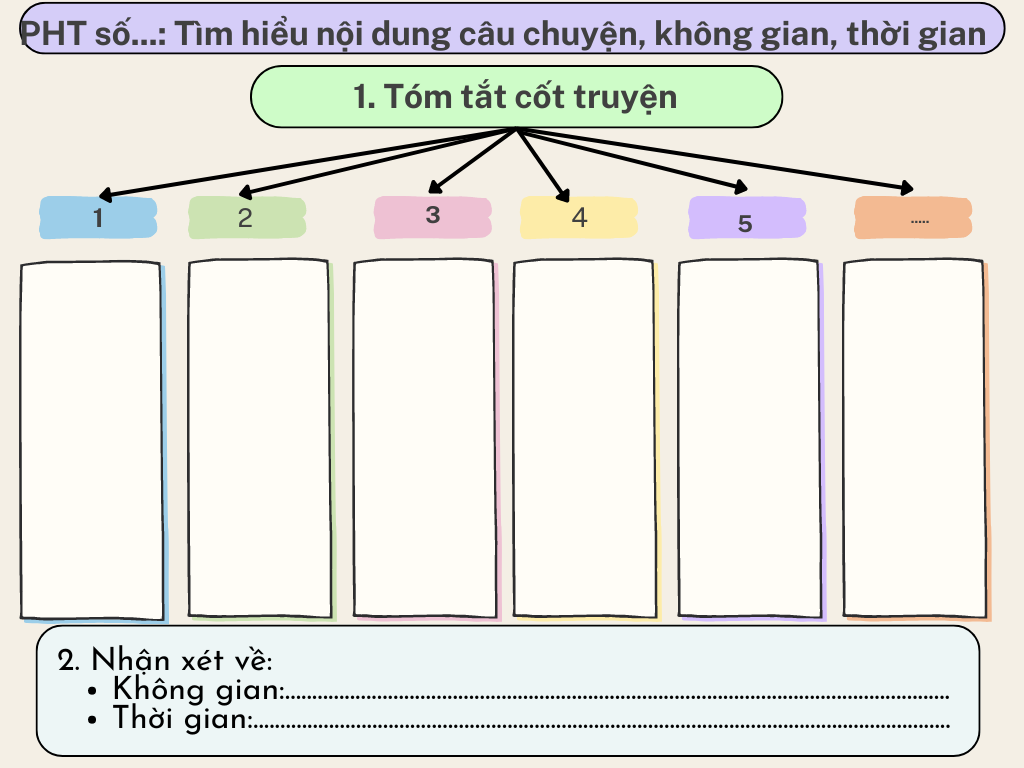 PHT số...: Tìm hiểu nội dung câu chuyện, không gian, thời gian
1. Tóm tắt cốt truyện
1 2 3 4 5 .....
2. Nhận xét về:
• Không gian:....................................................................................................................
• Thời gian:..........................................................................................................................